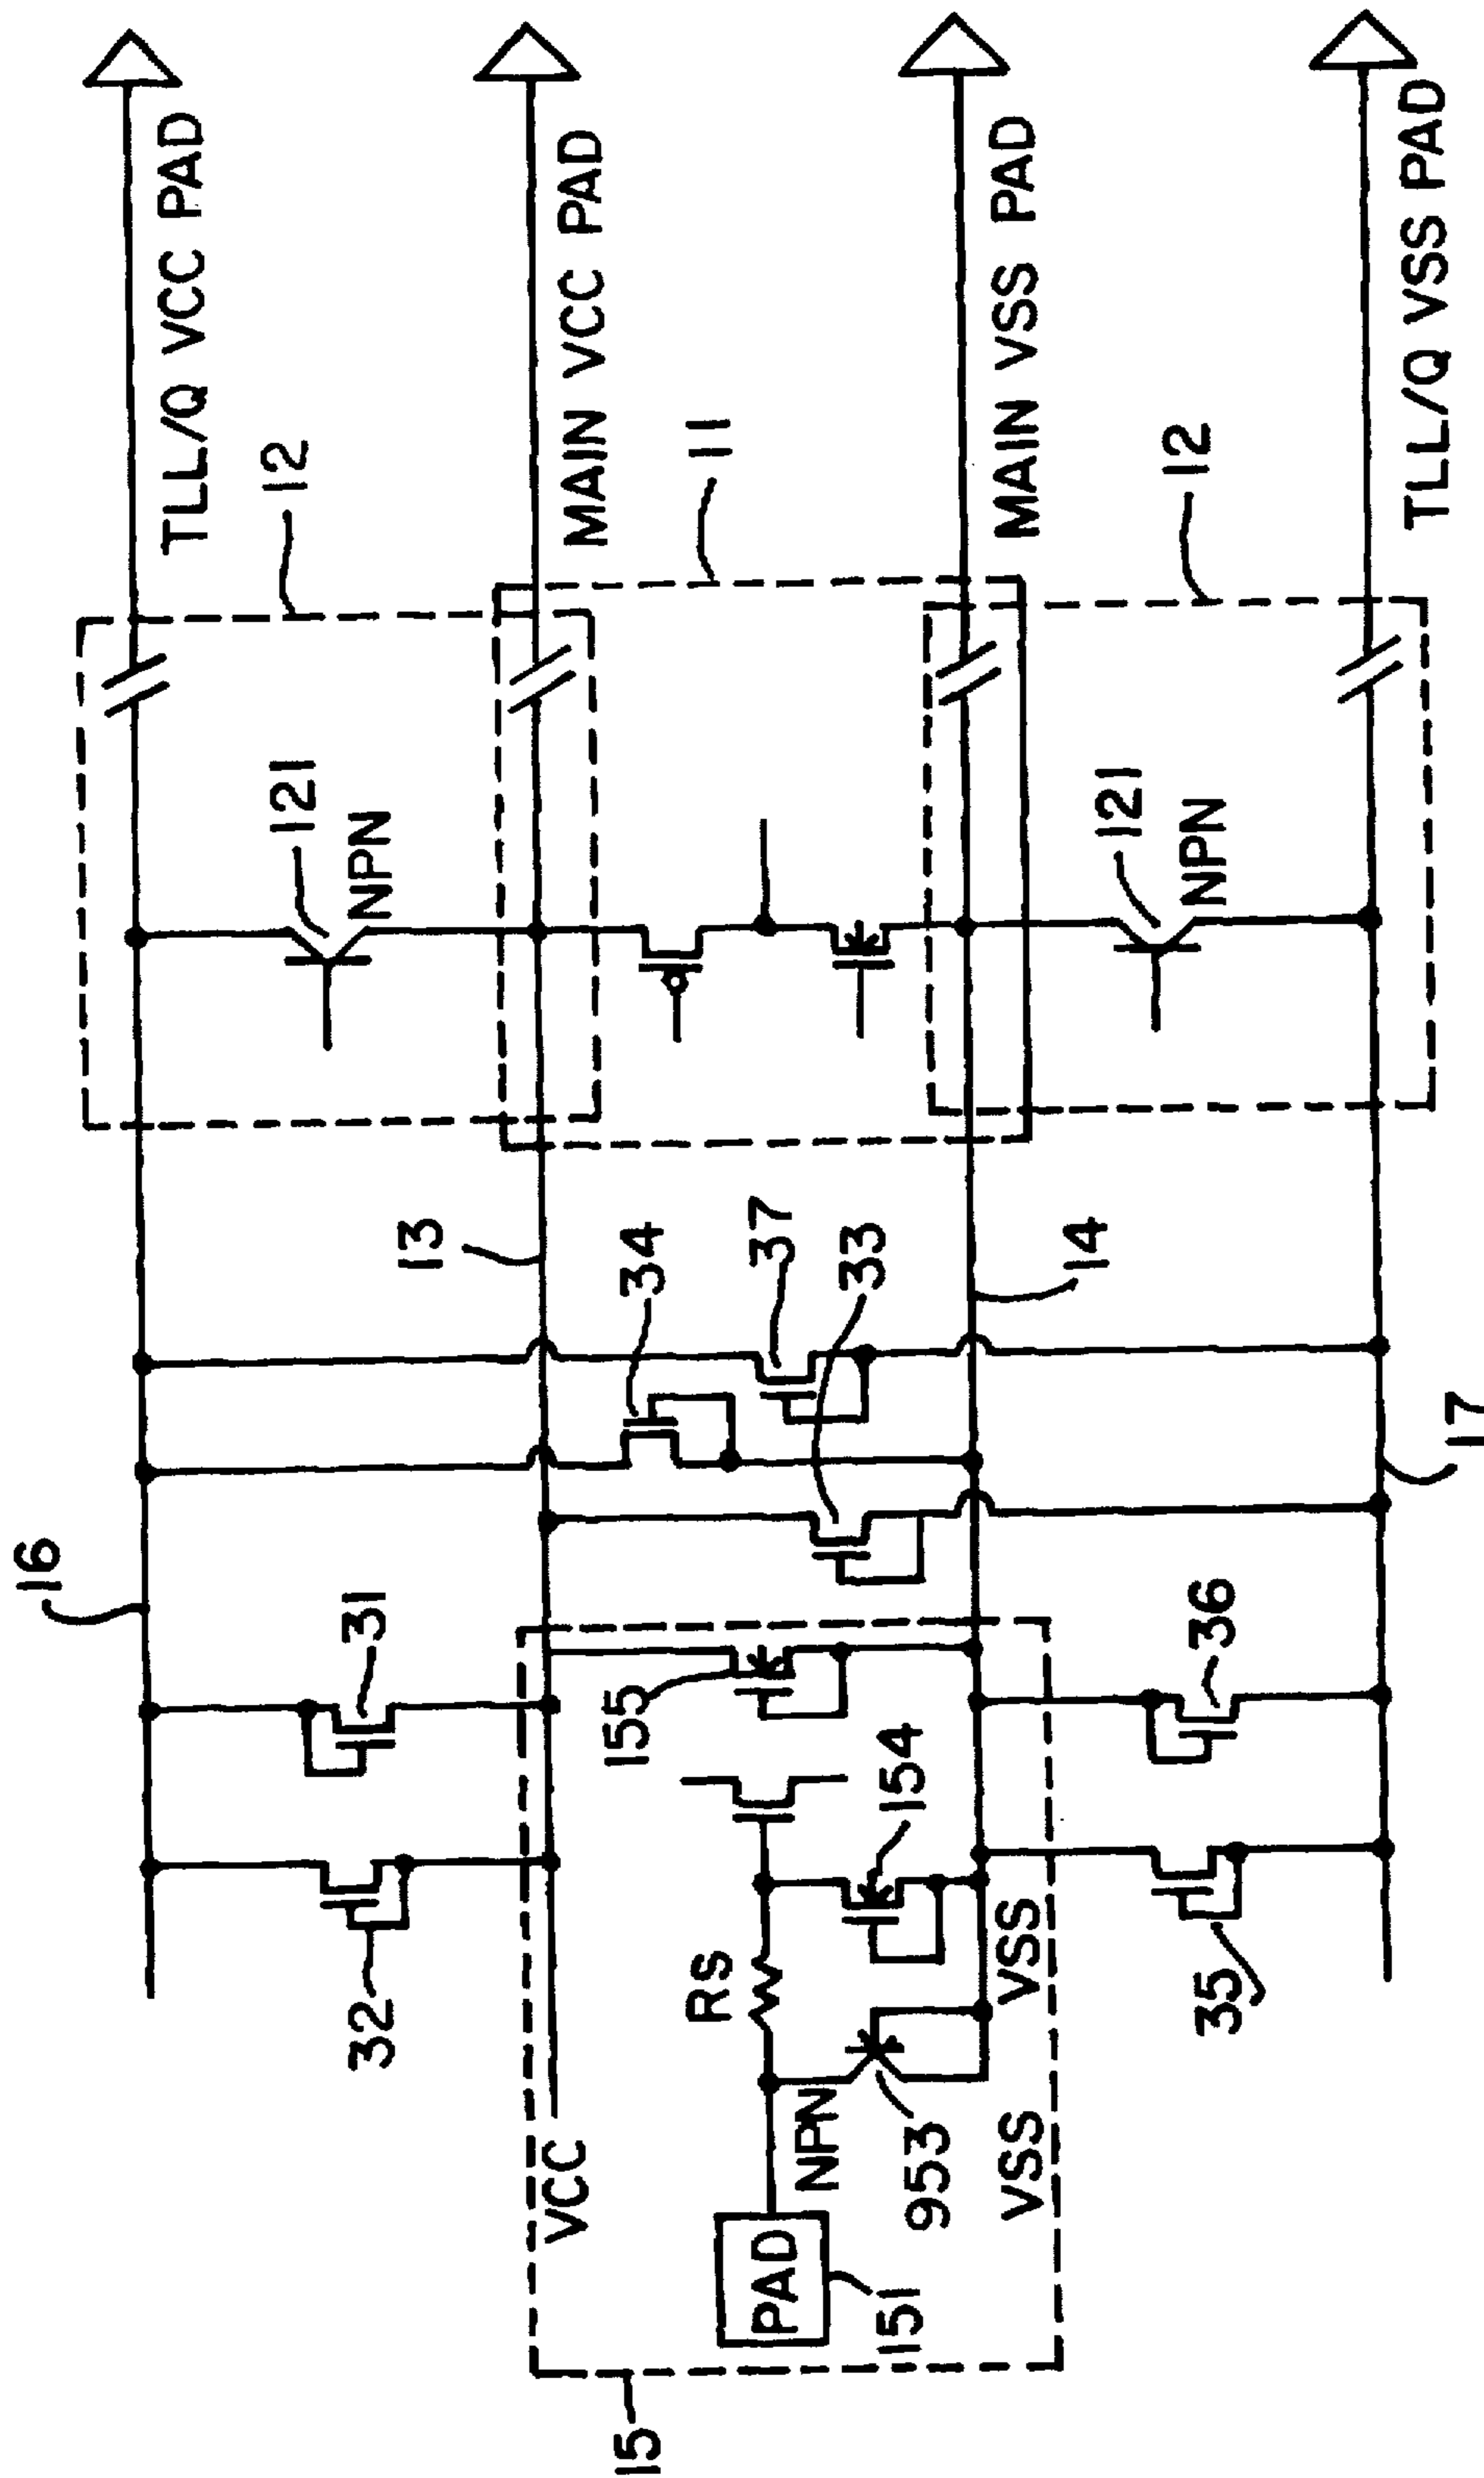 TLL/Q VCC PAD
MAIN VCC PAD
MAIN VSS PAD
TLL/Q VSS PAD
12
11
12
121
NPN
121
NPN
13
34
37
33
14
17
16
31
155
154
36
32
Rs
VSS
35
VCC
NPN
953
VSS
PAD
151
15